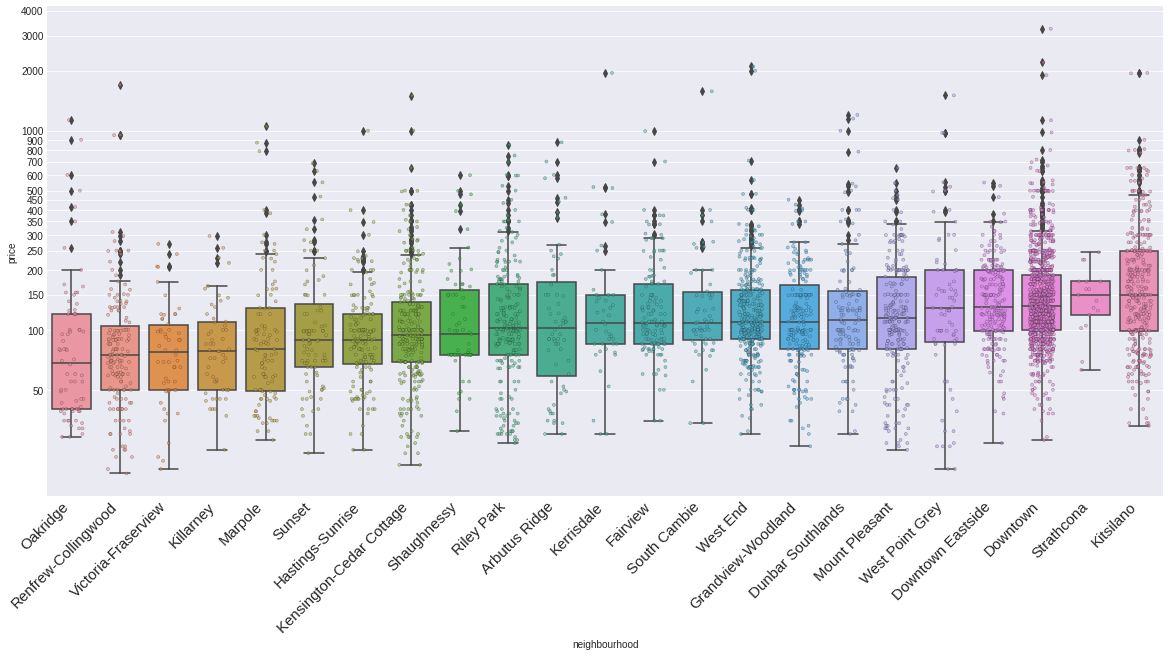 4000
3000
2000
1000
900
800
700
600
500
450
400
350
300
250
200
150
100
50
price
Oakridge
Renfrew-Collingwood
Victoria-Fraserview
Killarney
Marpole
Sunset
Hastings-Sunrise
Kensington-Cedar Cottage
Shaughnessy
Riley Park
Arbutus Ridge
Kerrisdale
Fairview
South Cambie
West End
Grandview-Woodland
Dunbar Southlands
Mount Pleasant
West Point Grey
Downtown Eastside
Downtown
Strathcona
Kitsilano
neighbourhood